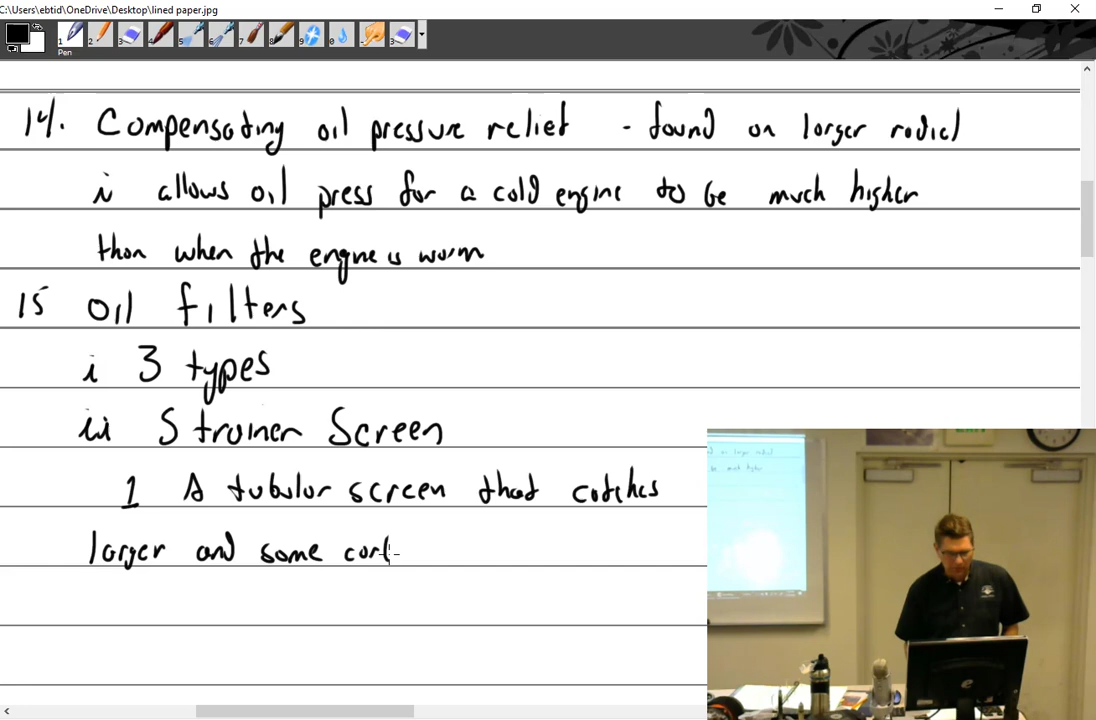 C:\Users\ebtid\OneDrive\Desktop\lined paper.jpg
Pen
14. Compensating oil pressure relief - found on larger radial
i allows oil press for a cold engine to be much higher
than when the engine is warm
15 Oil filters
i 3 types
iii Strainer Screen
1 A tubular screen that catches
larger and some carb